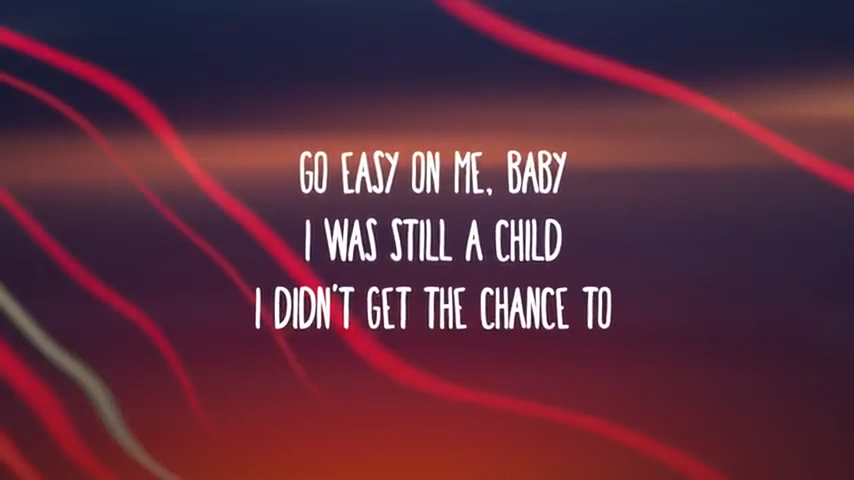 GO EASY ON ME, BABY
I WAS STILL A CHILD
I DIDN'T GET THE CHANCE TO